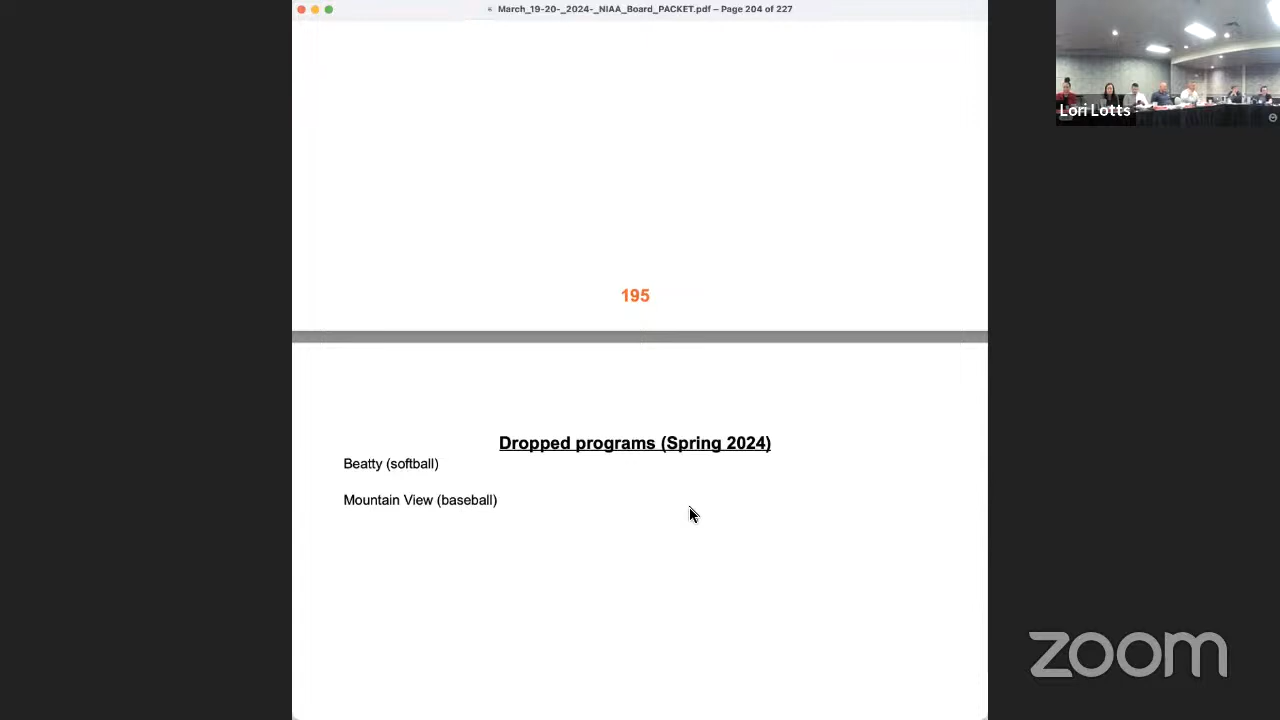 March_19-20-_2024-_NIAA_Board_PACKET.pdf – Page 204 of 227
Lori Lotts
195
Dropped programs (Spring 2024)
Beatty (softball)
Mountain View (baseball)
zoom